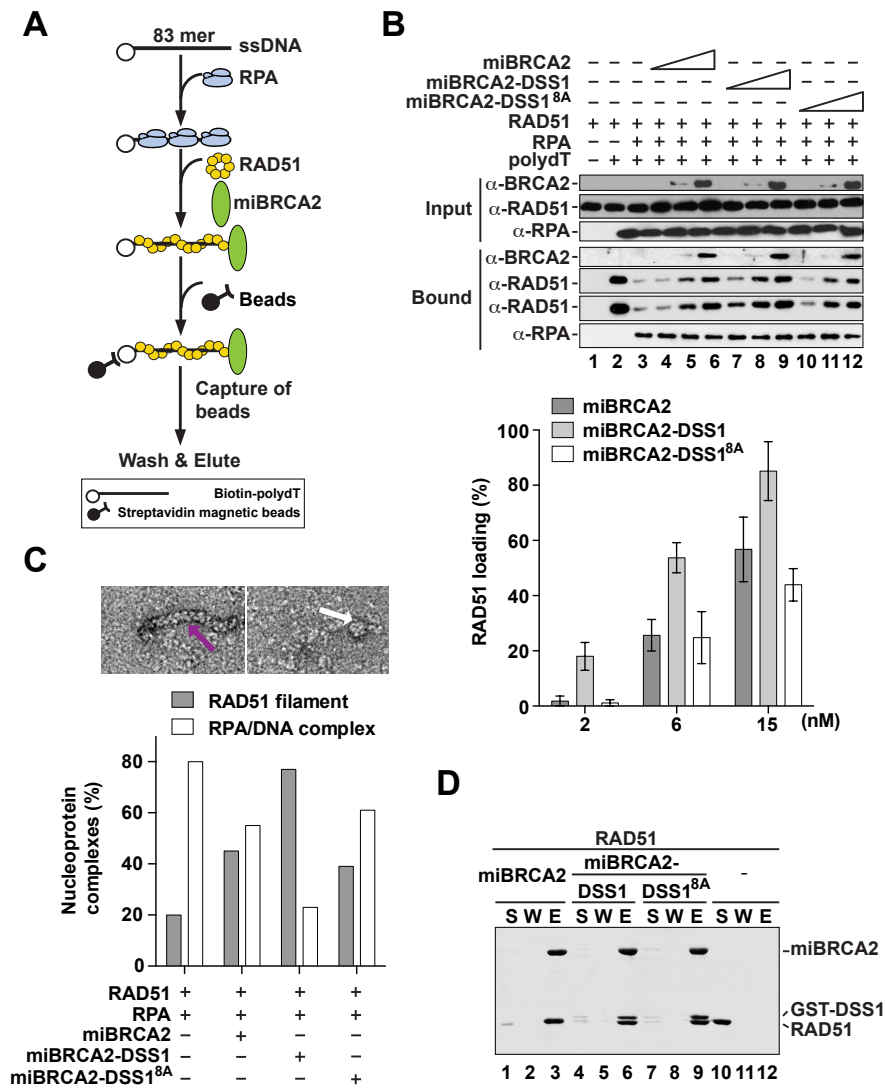 A
83 mer
ssDNA
RPA
RAD51
miBRCA2
Beads
Capture of
beads
Wash & Elute
Biotin-polydT
Streptavidin magnetic beads
B
miBRCA2 – – – – – – – – –
miBRCA2-DSS1 – – – – – – – – –
miBRCA2-DSS1^8A – – – – – – – – –
RAD51 + + + + + + + + + + + +
RPA – – + + + + + + + + + +
polydT – + + + + + + + + + + +
Input
α-BRCA2-
α-RAD51-
α-RPA-
Bound
α-BRCA2-
α-RAD51-
α-RAD51-
α-RPA-
1 2 3 4 5 6 7 8 9 10 11 12
miBRCA2
miBRCA2-DSS1
miBRCA2-DSS1^8A
RAD51 loading (%)
100
80
60
40
20
0
2 6 15 (nM)
C
RAD51 filament
RPA/DNA complex
Nucleoprotein
complexes (%)
80
60
40
20
0
RAD51 + + + +
RPA + + + +
miBRCA2 – + – –
miBRCA2-DSS1 – – + –
miBRCA2-DSS1^8A – – – +
D
RAD51
miBRCA2 miBRCA2- -
DSS1 DSS1^8A
S W E S W E S W E S W E
–miBRCA2
GST-DSS1
RAD51
1 2 3 4 5 6 7 8 9 10 11 12